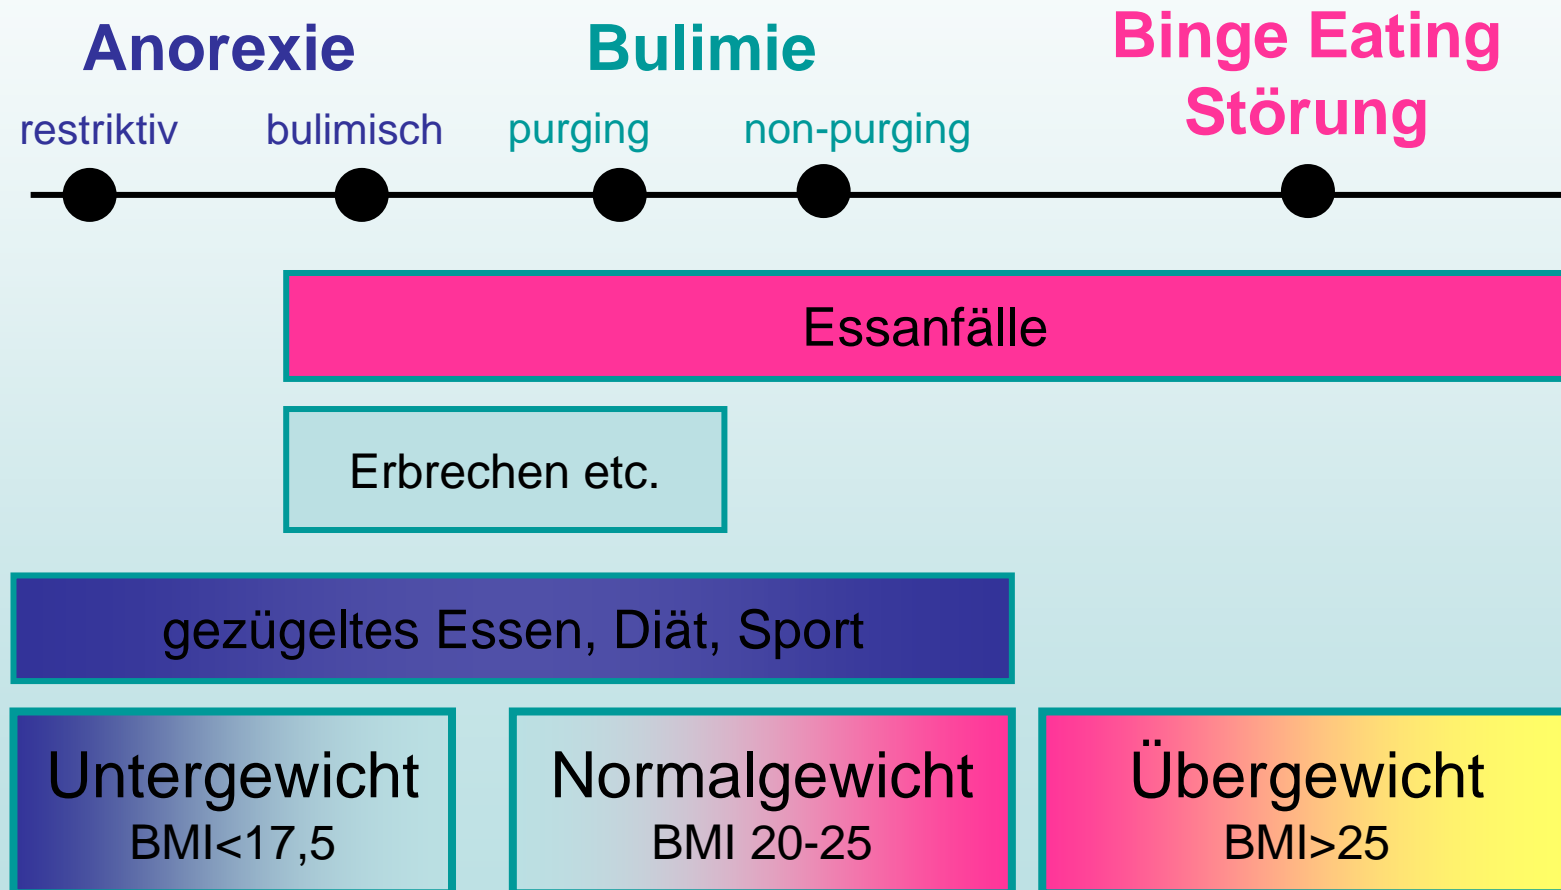 Anorexie
Bulimie
Binge Eating
Störung
restriktiv
bulimisch
purging
non-purging
Essanfälle
Erbrechen etc.
gezügeltes Essen, Diät, Sport
Untergewicht
BMI<17,5
Normalgewicht
BMI 20-25
Übergewicht
BMI>25